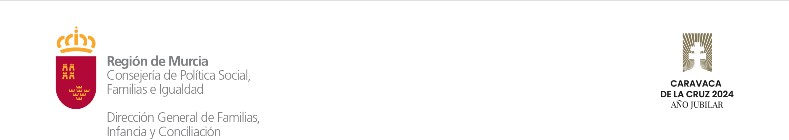 Región de Murcia
Consejería de Política Social,
Familias e Igualdad
Dirección General de Familias,
Infancia y Conciliación
CARAVACA
DE LA CRUZ 2024
AÑO JUBILAR